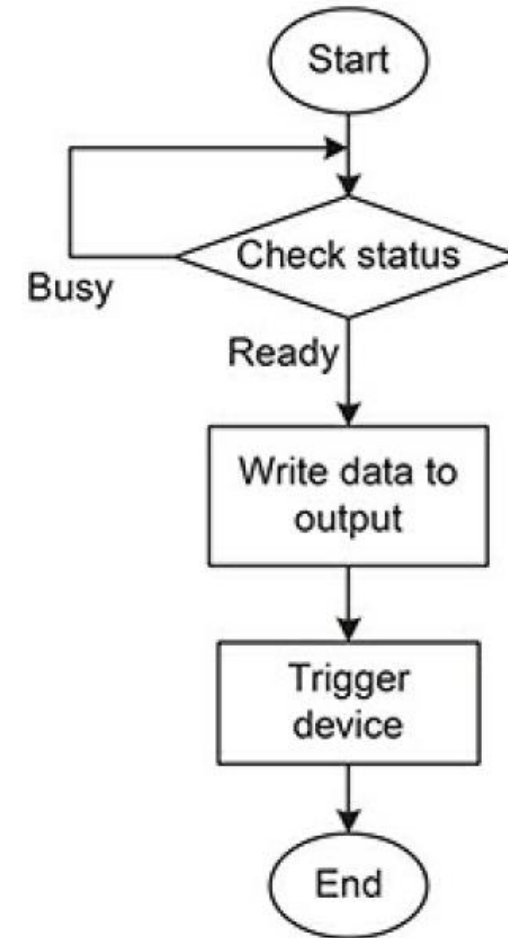 Start
Check status
Busy
Ready
Write data to
output
Trigger
device
End